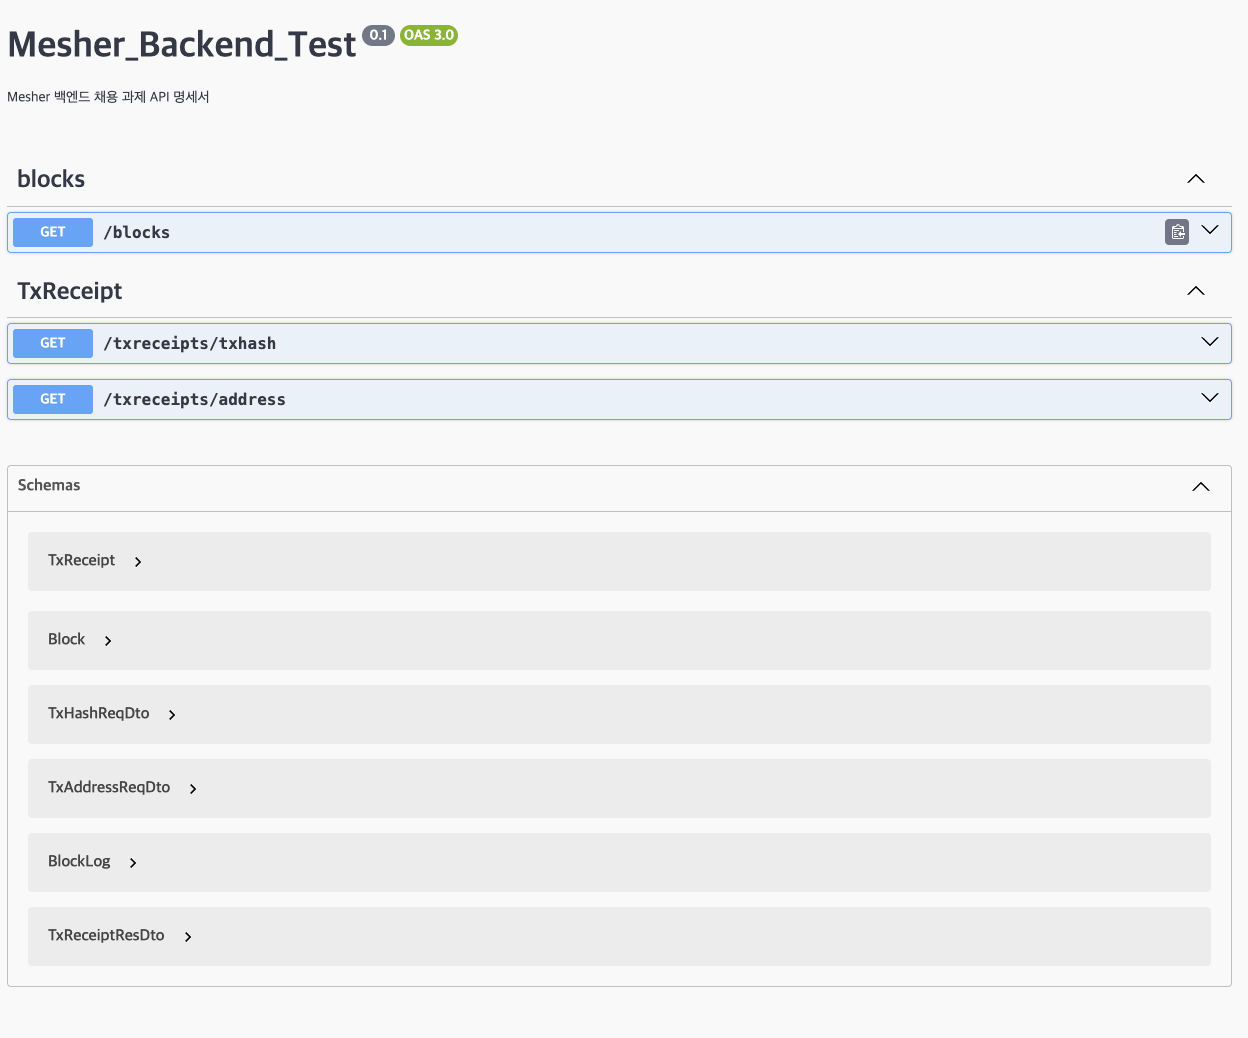 Mesher_Backend_Test 0.1 OAS 3.0
Mesher 백엔드 채용 과제 API 명세서
blocks
GET /blocks
TxReceipt
GET /txreceipts/txhash
GET /txreceipts/address
Schemas
TxReceipt
Block
TxHashReqDto
TxAddressReqDto
BlockLog
TxReceiptResDto